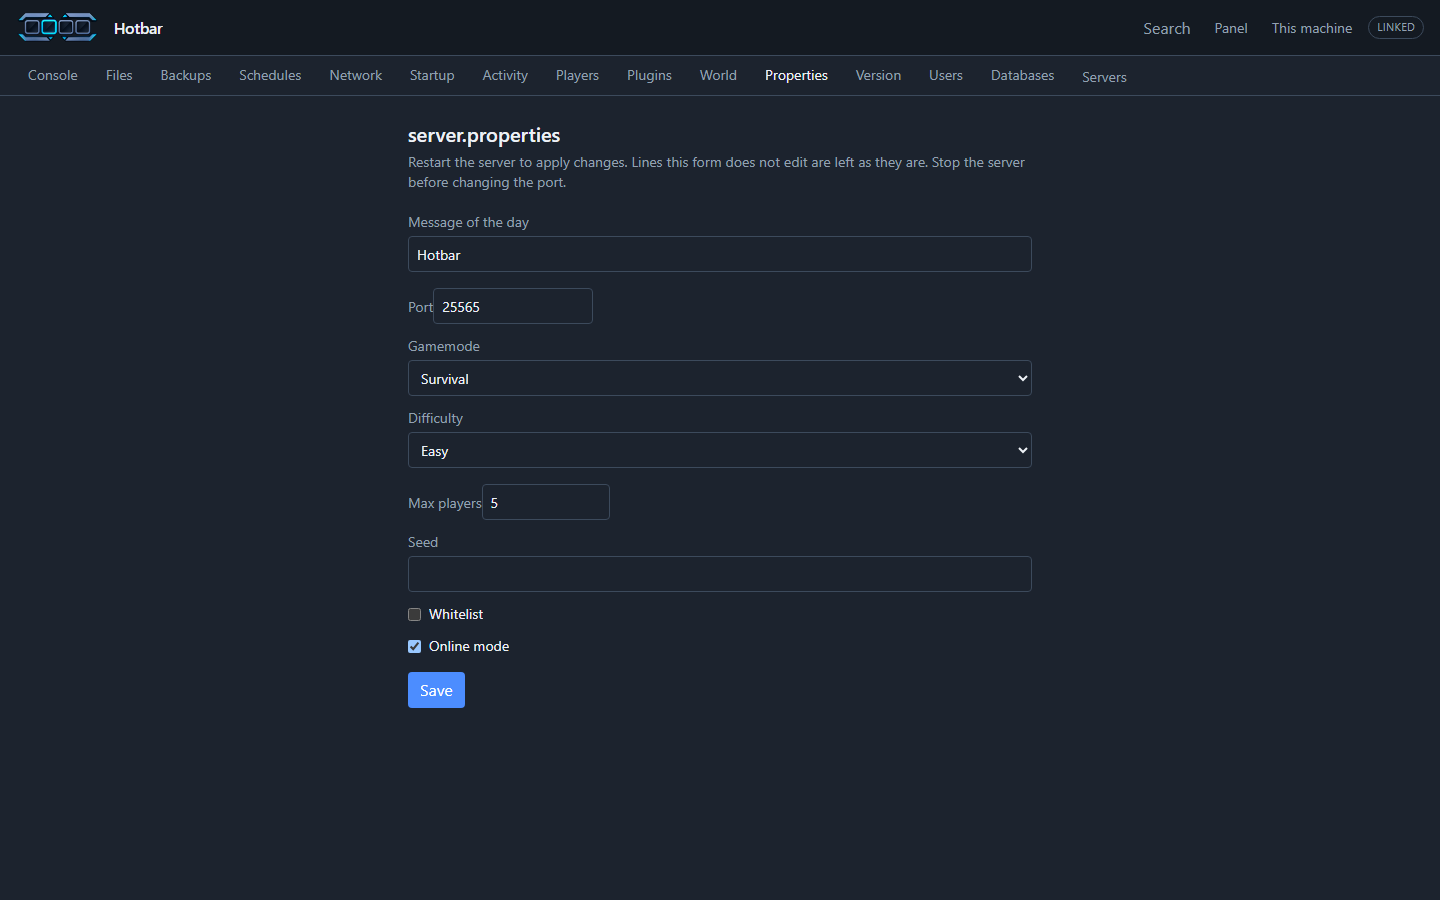 Hotbar
Search Panel This machine LINKED
Console Files Backups Schedules Network Startup Activity Players Plugins World Properties Version Users Databases Servers
server.properties
Restart the server to apply changes. Lines this form does not edit are left as they are. Stop the server
before changing the port.
Message of the day
Hotbar
Port 25565
Gamemode
Survival
Difficulty
Easy
Max players 5
Seed
Whitelist
Online mode
Save